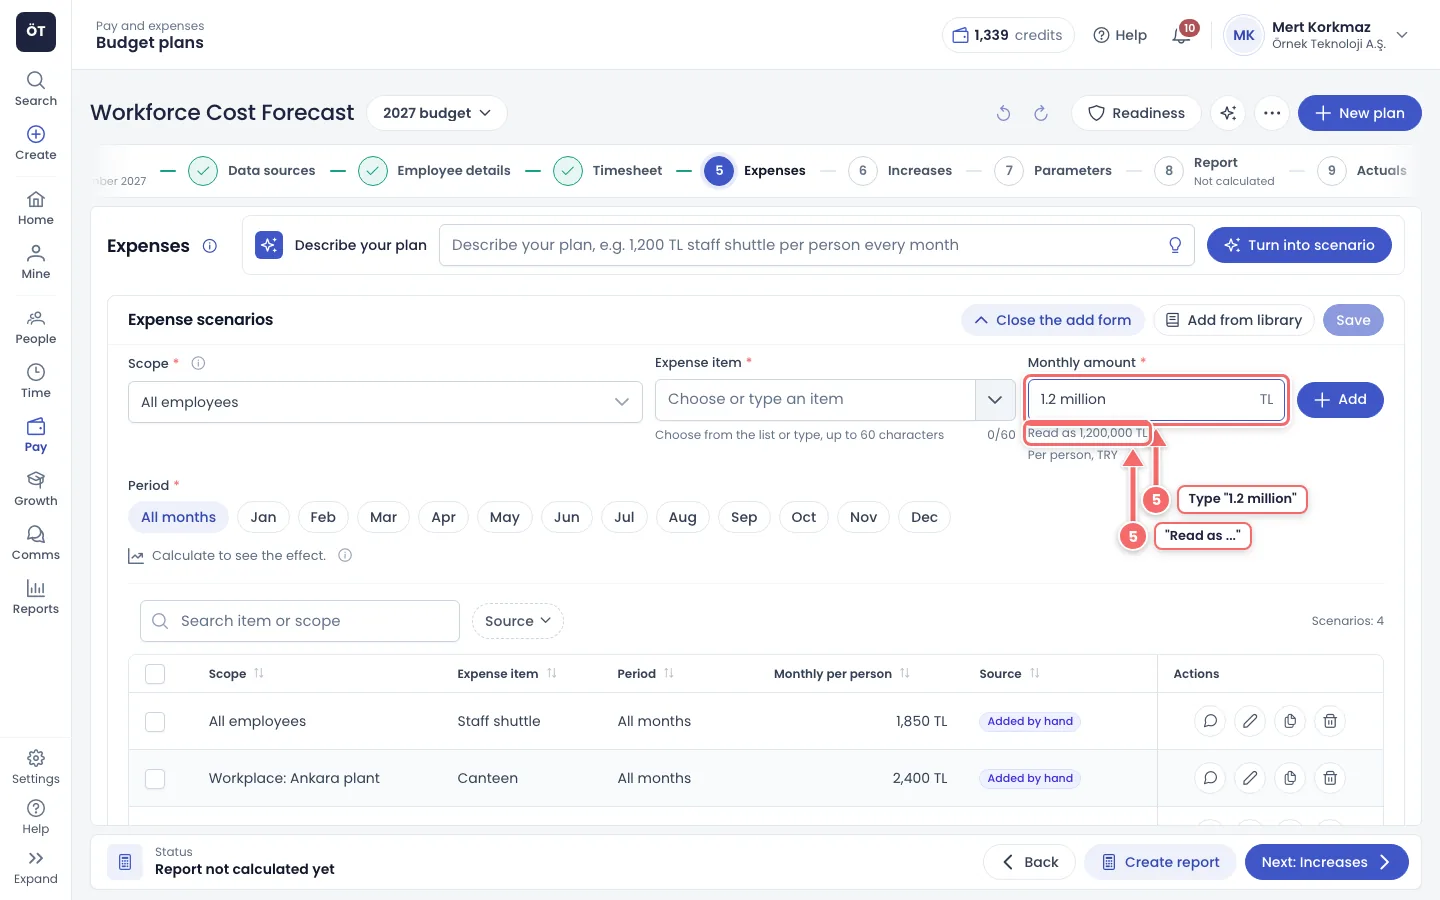 ÖT
Search
Create
Home
Mine
People
Time
Pay
Growth
Comms
Reports
Settings
Help
Expand
Pay and expenses
Budget plans
1,339 credits
Help
10
MK
Mert Korkmaz
Örnek Teknoloji A.Ş.
Workforce Cost Forecast
2027 budget
Readiness
New plan
2027
Data sources
Employee details
Timesheet
5 Expenses
6 Increases
7 Parameters
8 Report
Not calculated
9 Actuals
Expenses
Describe your plan
Describe your plan, e.g. 1,200 TL staff shuttle per person every month
Turn into scenario
Expense scenarios
Close the add form
Add from library
Save
Scope *
All employees
Expense item *
Choose or type an item
Choose from the list or type, up to 60 characters
0/60
Monthly amount *
1.2 million
TL
Add
Read as 1,200,000 TL
Per person, TRY
5 Type "1.2 million"
5 "Read as ..."
Period *
All months
Jan
Feb
Mar
Apr
May
Jun
Jul
Aug
Sep
Oct
Nov
Dec
Calculate to see the effect.
Search item or scope
Source
Scenarios: 4
Scope
Expense item
Period
Monthly per person
Source
Actions
All employees
Staff shuttle
All months
1,850 TL
Added by hand
Workplace: Ankara plant
Canteen
All months
2,400 TL
Added by hand
Status
Report not calculated yet
Back
Create report
Next: Increases